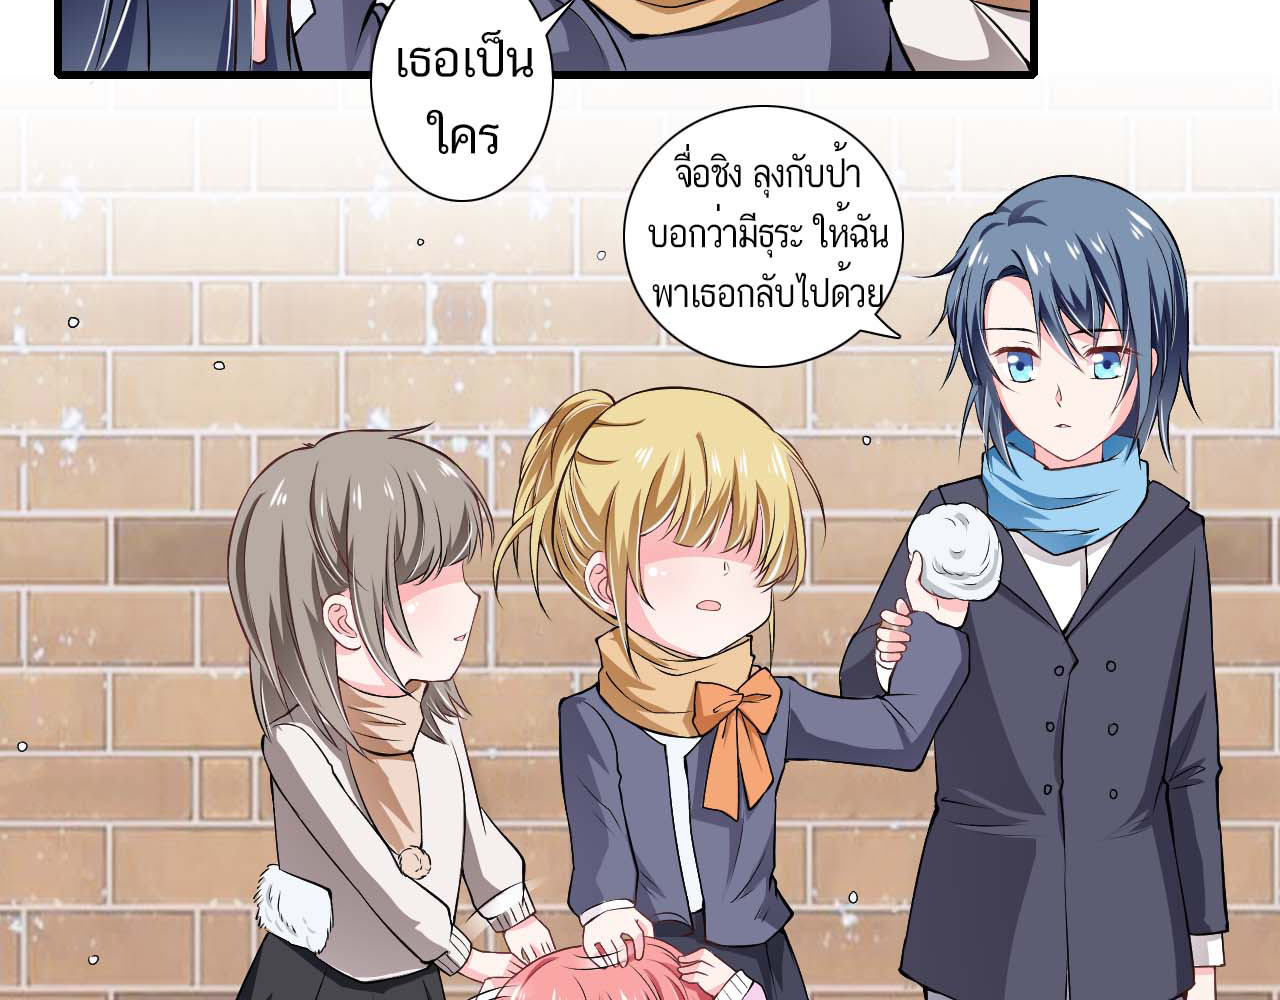 เธอเป็น
ใคร
จื่อชิง ลุงกับป้า
บอกว่ามีธุระ ให้ฉัน
พาเธอกลับไปด้วย